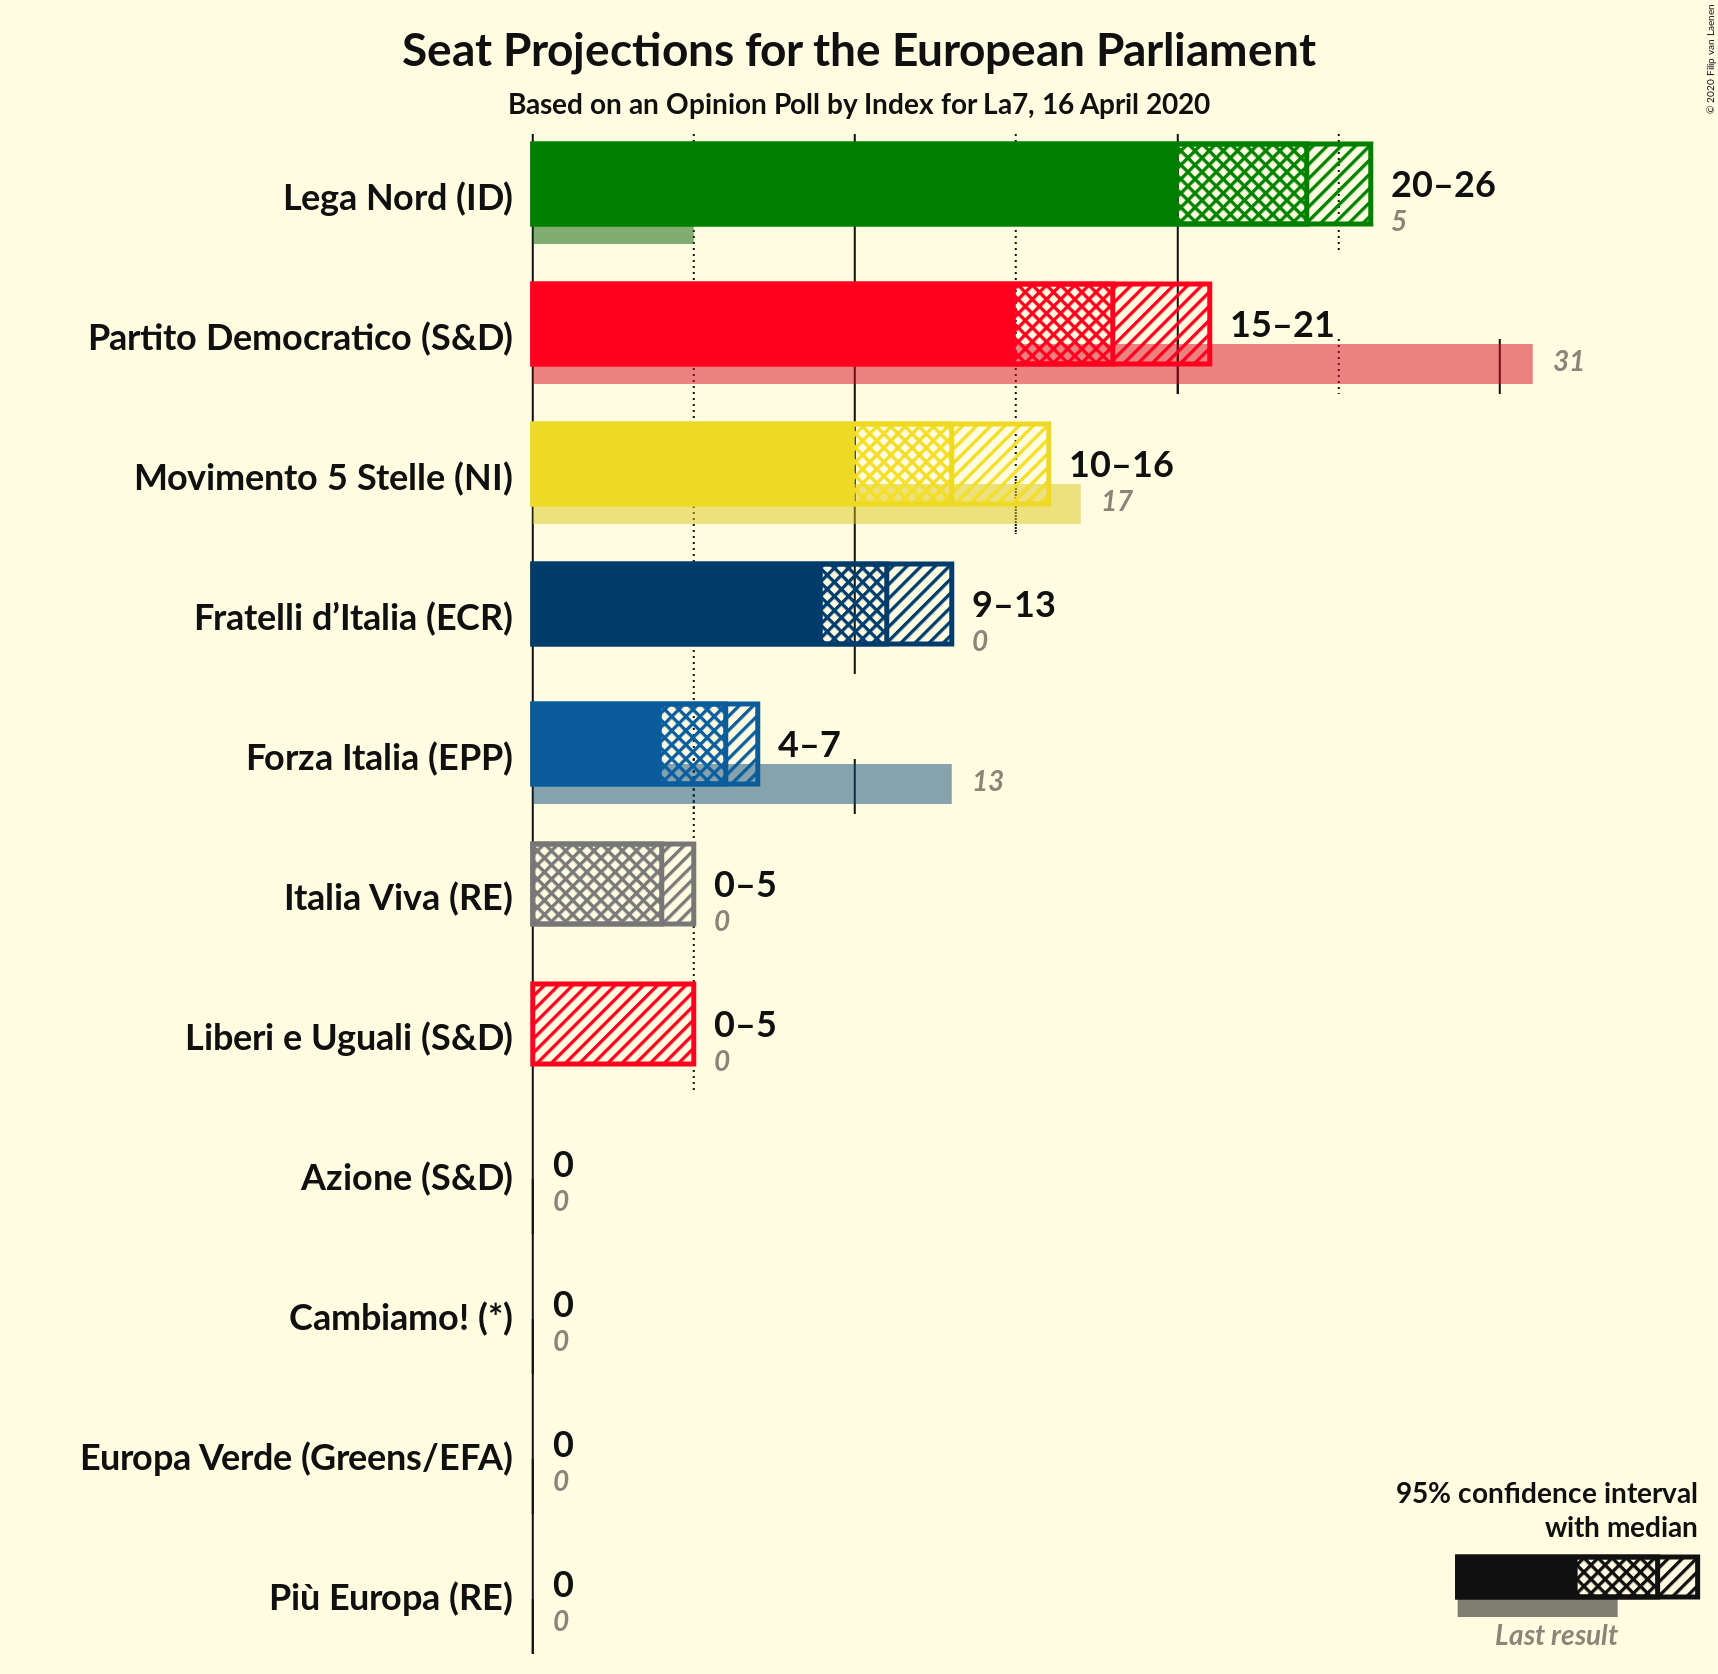 Seat Projections for the European Parliament
Based on an Opinion Poll by Index for La7, 16 April 2020
© 2020 Filip van Laenen
Lega Nord (ID)
20–26
5
Partito Democratico (S&D)
15–21
31
Movimento 5 Stelle (NI)
10–16
17
Fratelli d’Italia (ECR)
9–13
0
Forza Italia (EPP)
4–7
13
Italia Viva (RE)
0–5
0
Liberi e Uguali (S&D)
0–5
0
Azione (S&D)
0
0
Cambiamo! (*)
0
0
Europa Verde (Greens/EFA)
0
0
Più Europa (RE)
0
0
95% confidence interval
with median
Last result